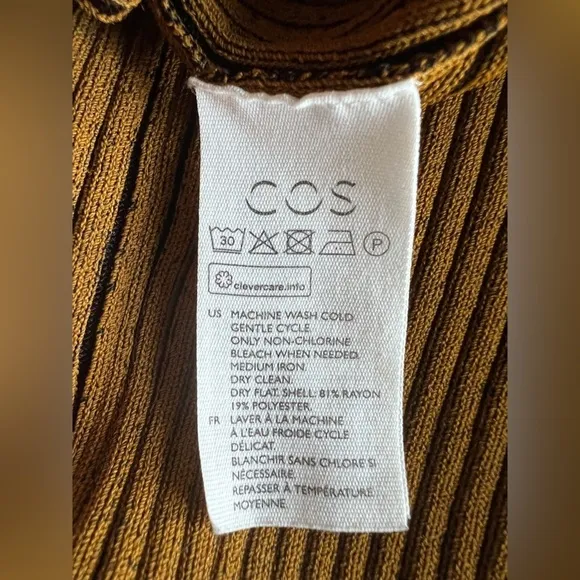 COS
30 P
clevercare.info
US MACHINE WASH COLD
GENTLE CYCLE.
ONLY NON-CHLORINE
BLEACH WHEN NEEDED.
MEDIUM IRON.
DRY CLEAN.
DRY FLAT. SHELL: 81% RAYON
19% POLYESTER.
FR LAVER À LA MACHINE
À L'EAU FROIDE CYCLE
DÉLICAT.
BLANCHIR SANS CHLORE SI
NÉCESSAIRE.
REPASSER À TEMPÉRATURE
MOYENNE.